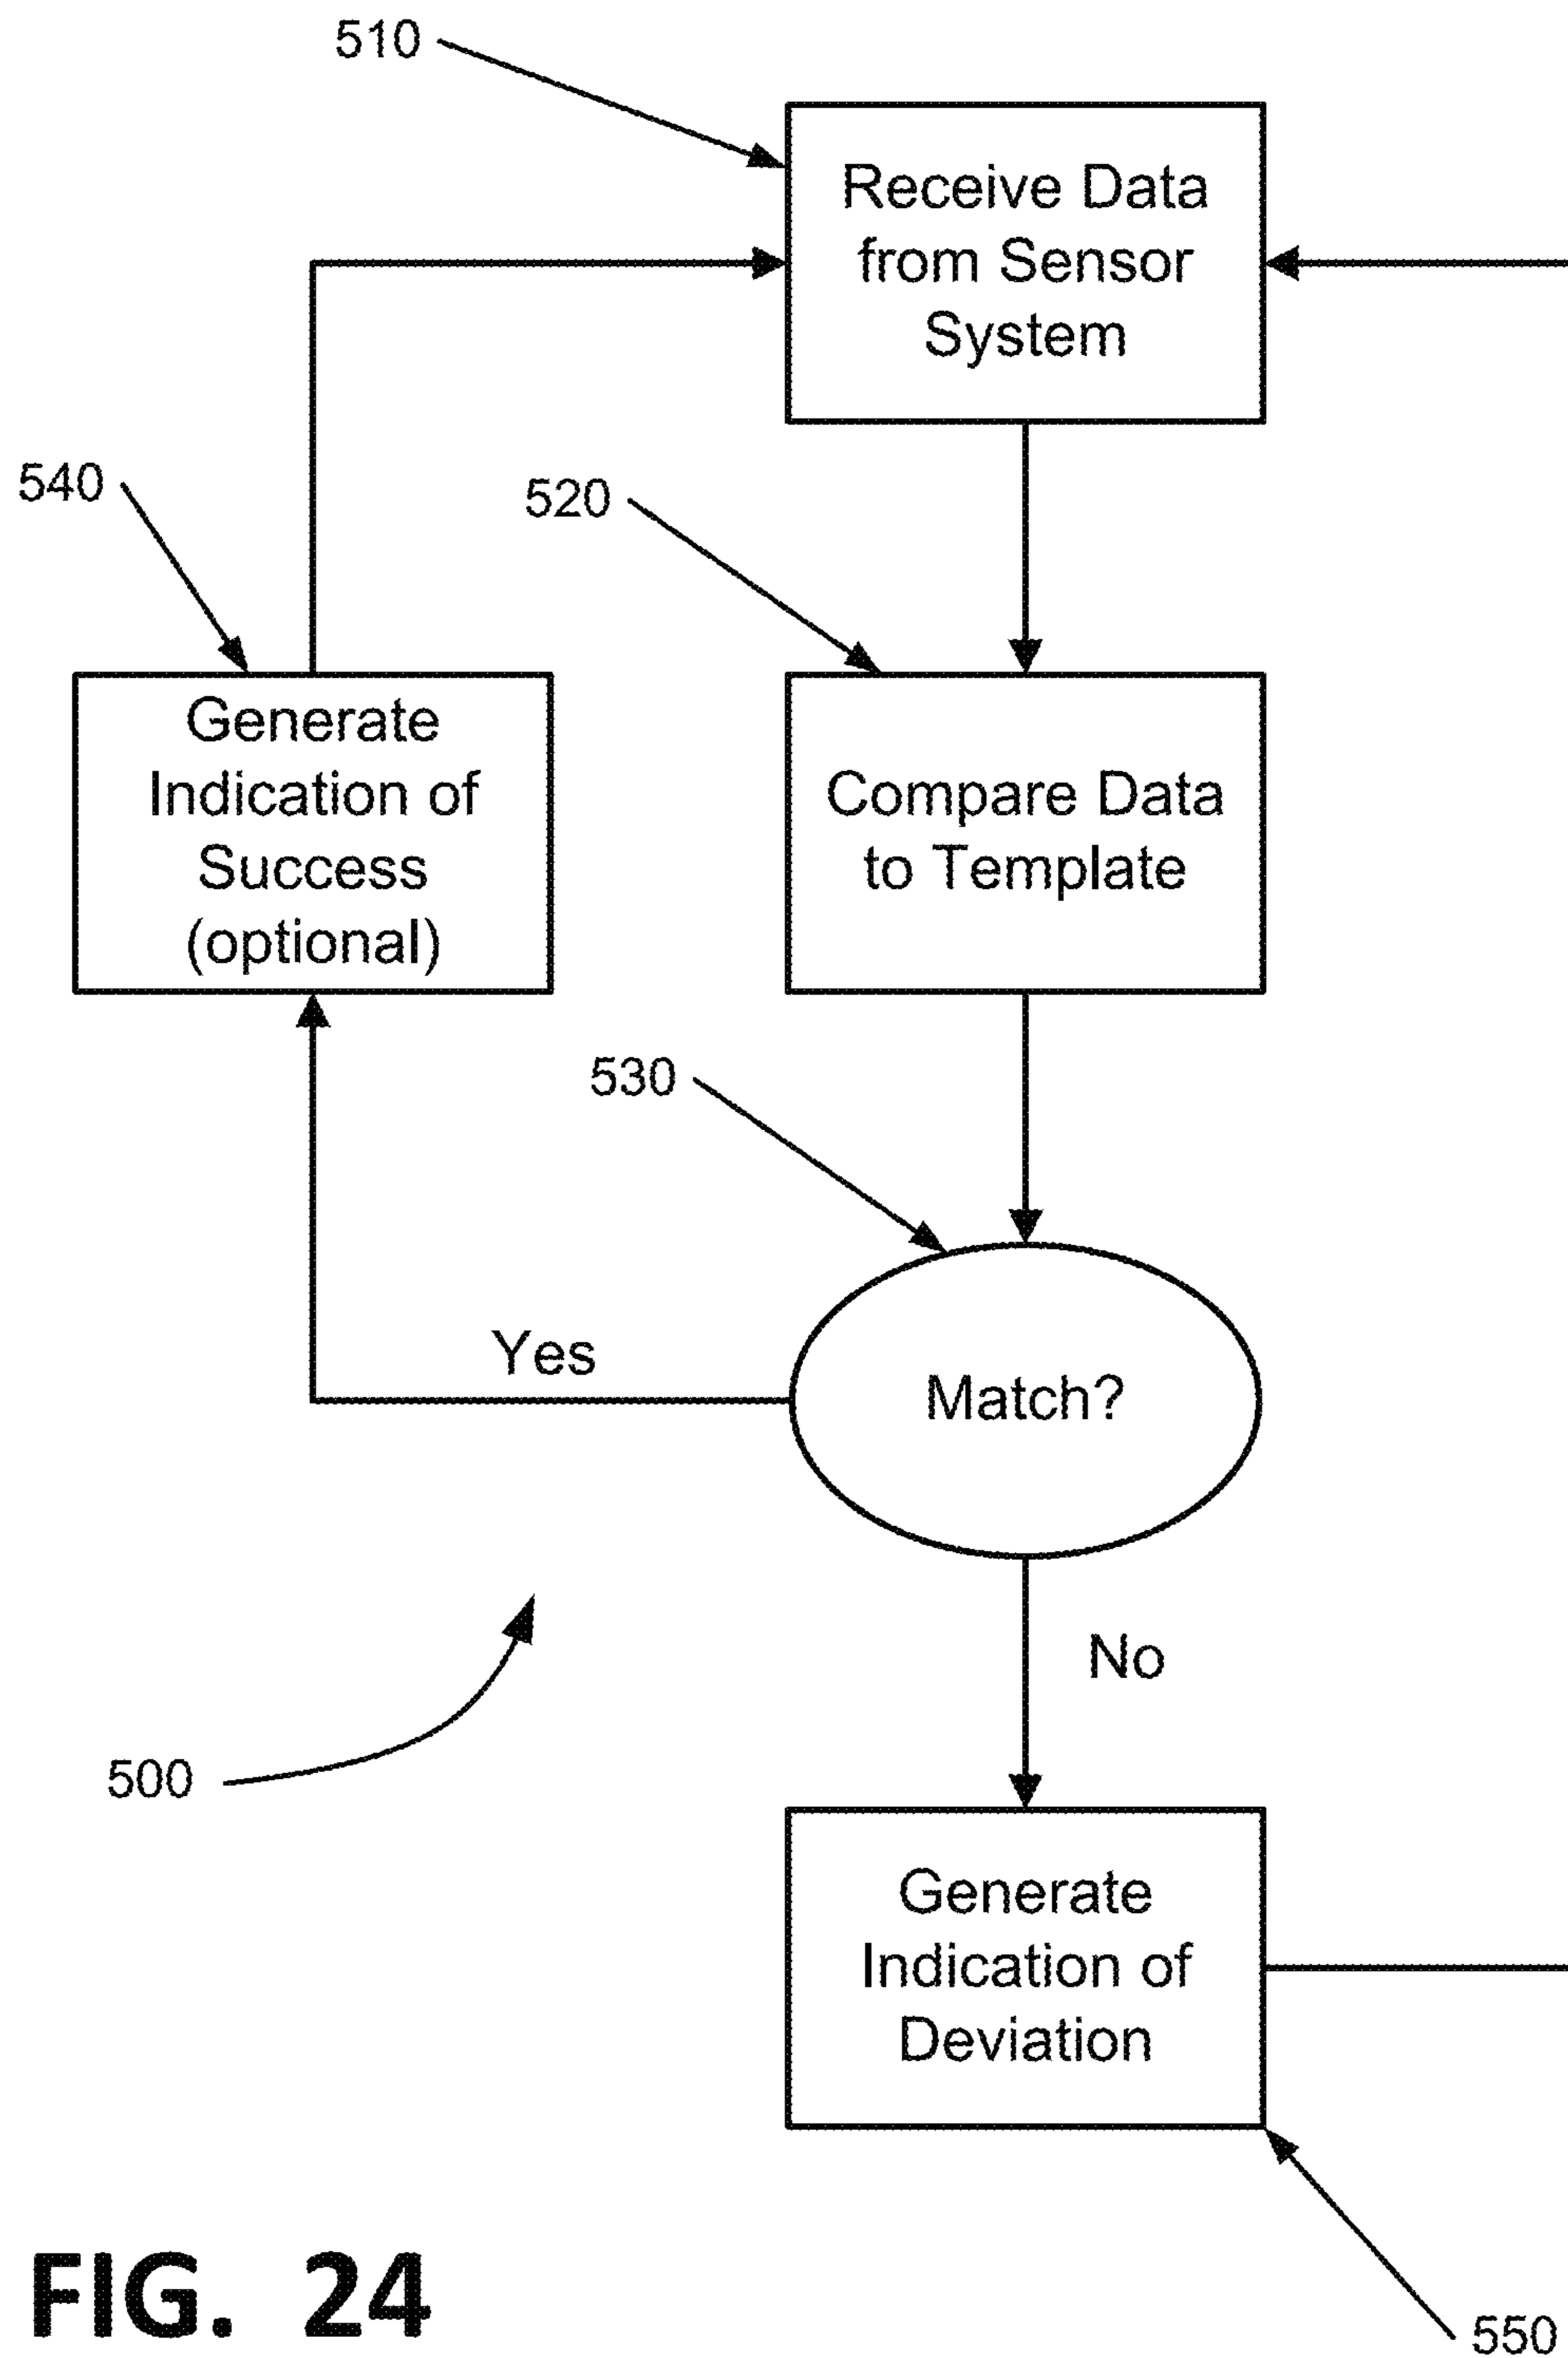 510
Receive Data
from Sensor
System
540
520
Generate
Indication of
Success
(optional)
Compare Data
to Template
530
Yes
Match?
No
500
Generate
Indication of
Deviation
FIG. 24
550